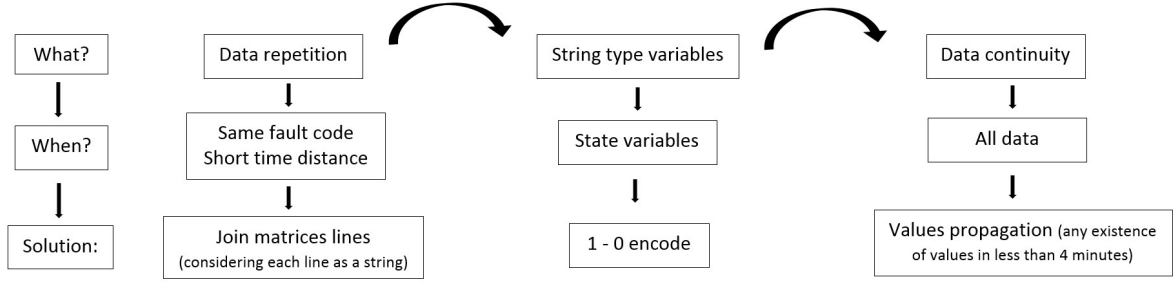 What?
When?
Solution:
Data repetition
Same fault code
Short time distance
Join matrices lines
(considering each line as a string)
String type variables
State variables
1 - 0 encode
Data continuity
All data
Values propagation (any existence
of values in less than 4 minutes)